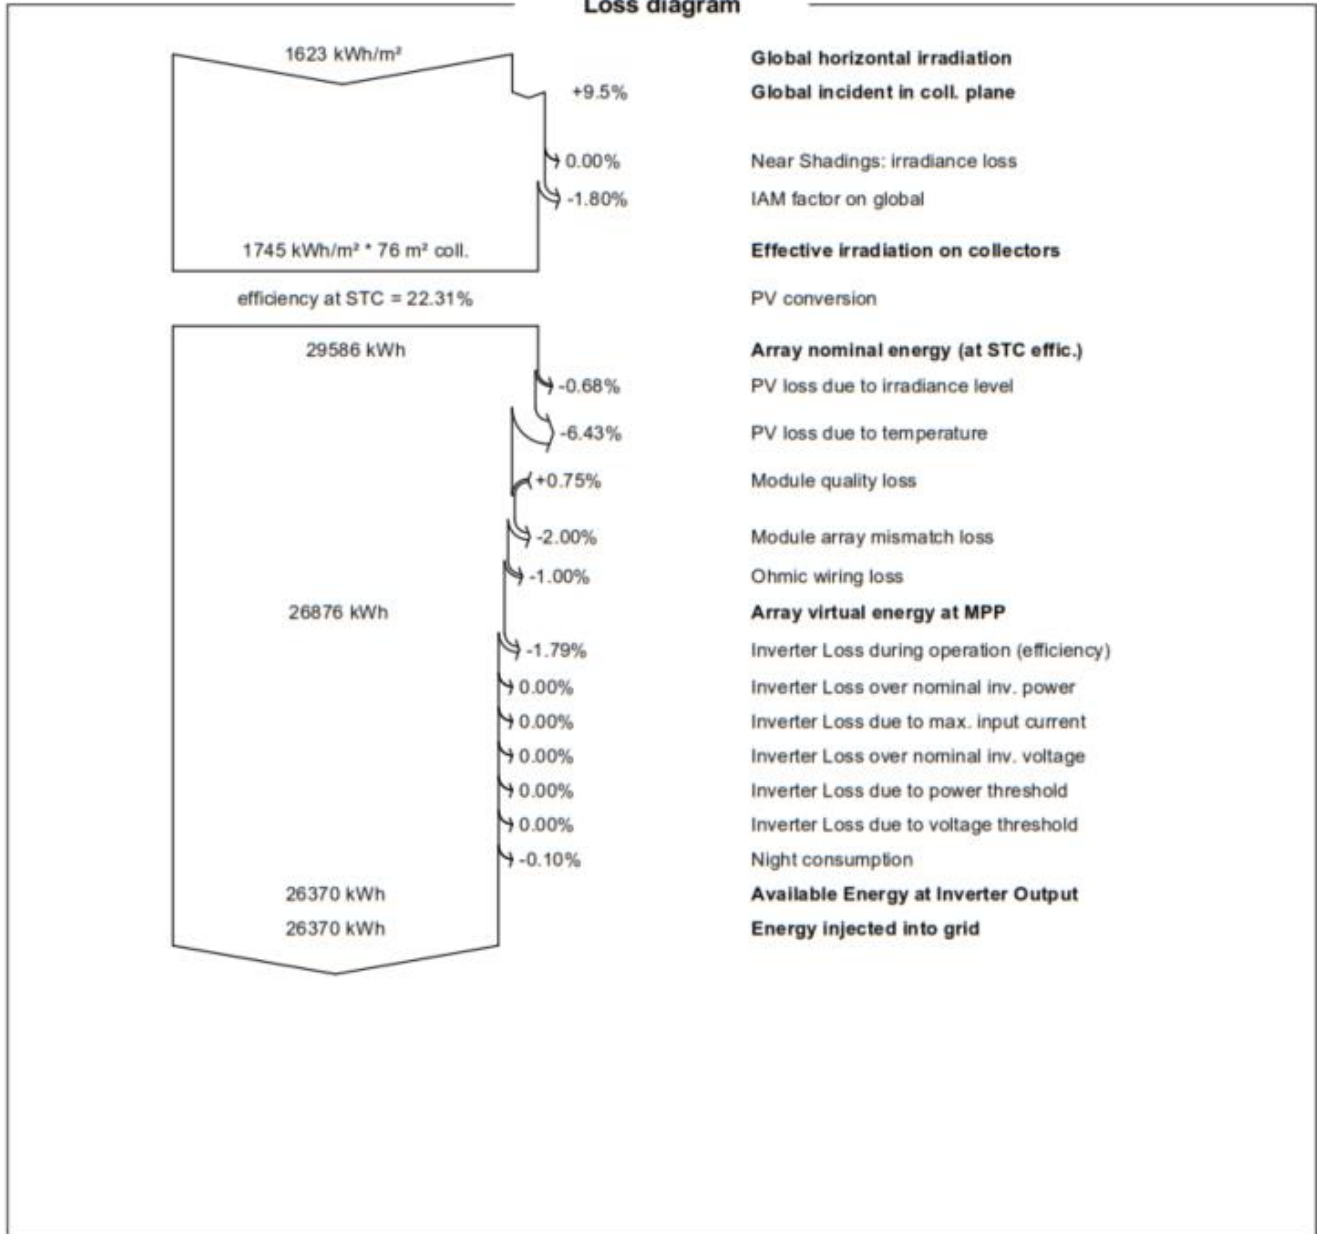 Loss diagram
1623 kWh/m² Global horizontal irradiation
+9.5% Global incident in coll. plane
0.00% Near Shadings: irradiance loss
-1.80% IAM factor on global
1745 kWh/m² * 76 m² coll. Effective irradiation on collectors
efficiency at STC = 22.31% PV conversion
29586 kWh Array nominal energy (at STC effic.)
-0.68% PV loss due to irradiance level
-6.43% PV loss due to temperature
+0.75% Module quality loss
-2.00% Module array mismatch loss
-1.00% Ohmic wiring loss
26876 kWh Array virtual energy at MPP
-1.79% Inverter Loss during operation (efficiency)
0.00% Inverter Loss over nominal inv. power
0.00% Inverter Loss due to max. input current
0.00% Inverter Loss over nominal inv. voltage
0.00% Inverter Loss due to power threshold
0.00% Inverter Loss due to voltage threshold
-0.10% Night consumption
26370 kWh Available Energy at Inverter Output
26370 kWh Energy injected into grid